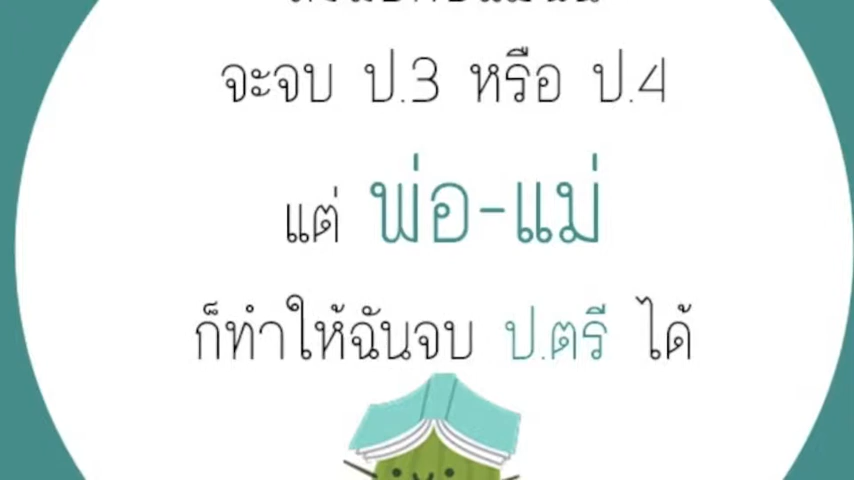 จะจบ ป.3 หรือ ป.4
แต่ พ่อ-แม่
ก็ทำให้ฉันจบ ป.ตรี ได้